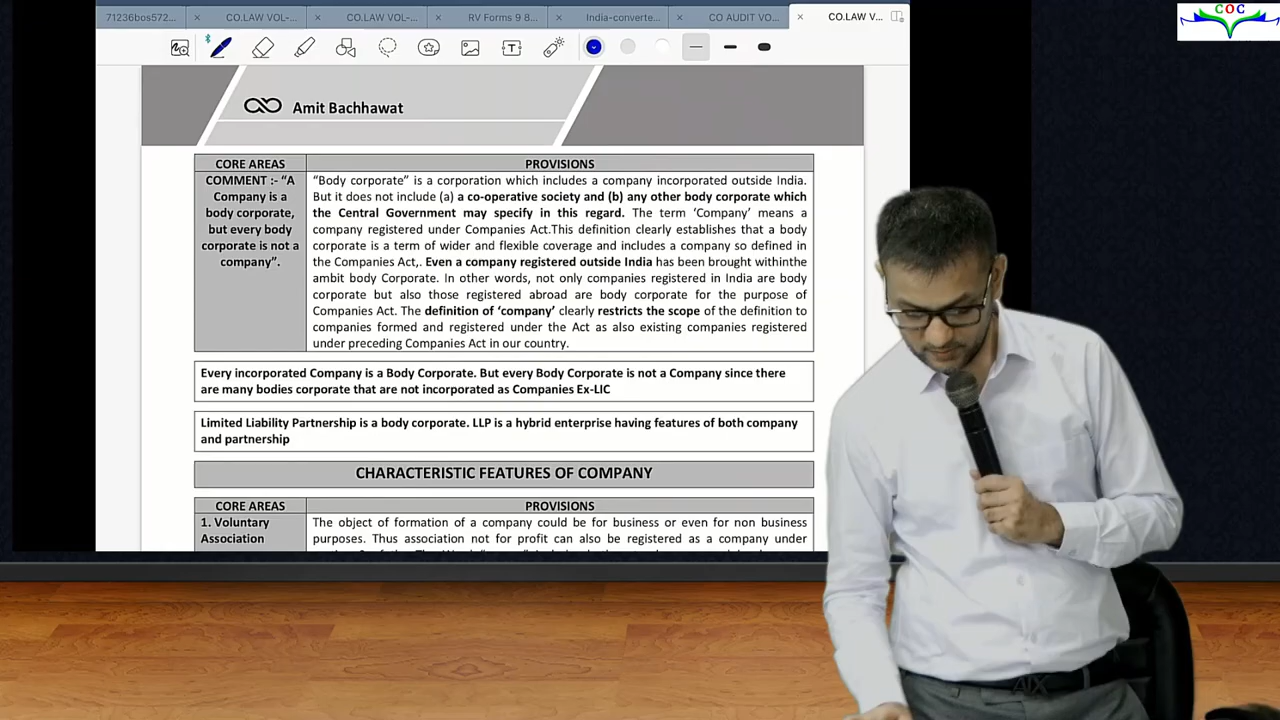 71236bos572...
CO.LAW VOL-...
CO.LAW VOL-...
RV Forms 9 8...
India-converte...
CO AUDIT VO...
CO.LAW V...
COC
Amit Bachhawat
CORE AREAS
PROVISIONS
COMMENT :- “A
Company is a
body corporate,
but every body
corporate is not a
company”.
“Body corporate” is a corporation which includes a company incorporated outside India.
But it does not include (a) a co-operative society and (b) any other body corporate which
the Central Government may specify in this regard. The term ‘Company’ means a
company registered under Companies Act.This definition clearly establishes that a body
corporate is a term of wider and flexible coverage and includes a company so defined in
the Companies Act,. Even a company registered outside India has been brought withinthe
ambit body Corporate. In other words, not only companies registered in India are body
corporate but also those registered abroad are body corporate for the purpose of
Companies Act. The definition of ‘company’ clearly restricts the scope of the definition to
companies formed and registered under the Act as also existing companies registered
under preceding Companies Act in our country.
Every incorporated Company is a Body Corporate. But every Body Corporate is not a Company since there
are many bodies corporate that are not incorporated as Companies Ex-LIC
Limited Liability Partnership is a body corporate. LLP is a hybrid enterprise having features of both company
and partnership
CHARACTERISTIC FEATURES OF COMPANY
CORE AREAS
PROVISIONS
1. Voluntary
Association
The object of formation of a company could be for business or even for non business
purposes. Thus association not for profit can also be registered as a company under